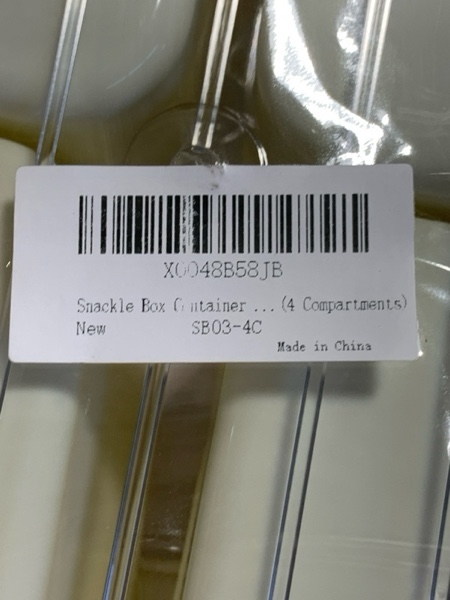 X0048B58JB
Snackle Box Container ... (4 Compartments)
New SB03-4C
Made in China